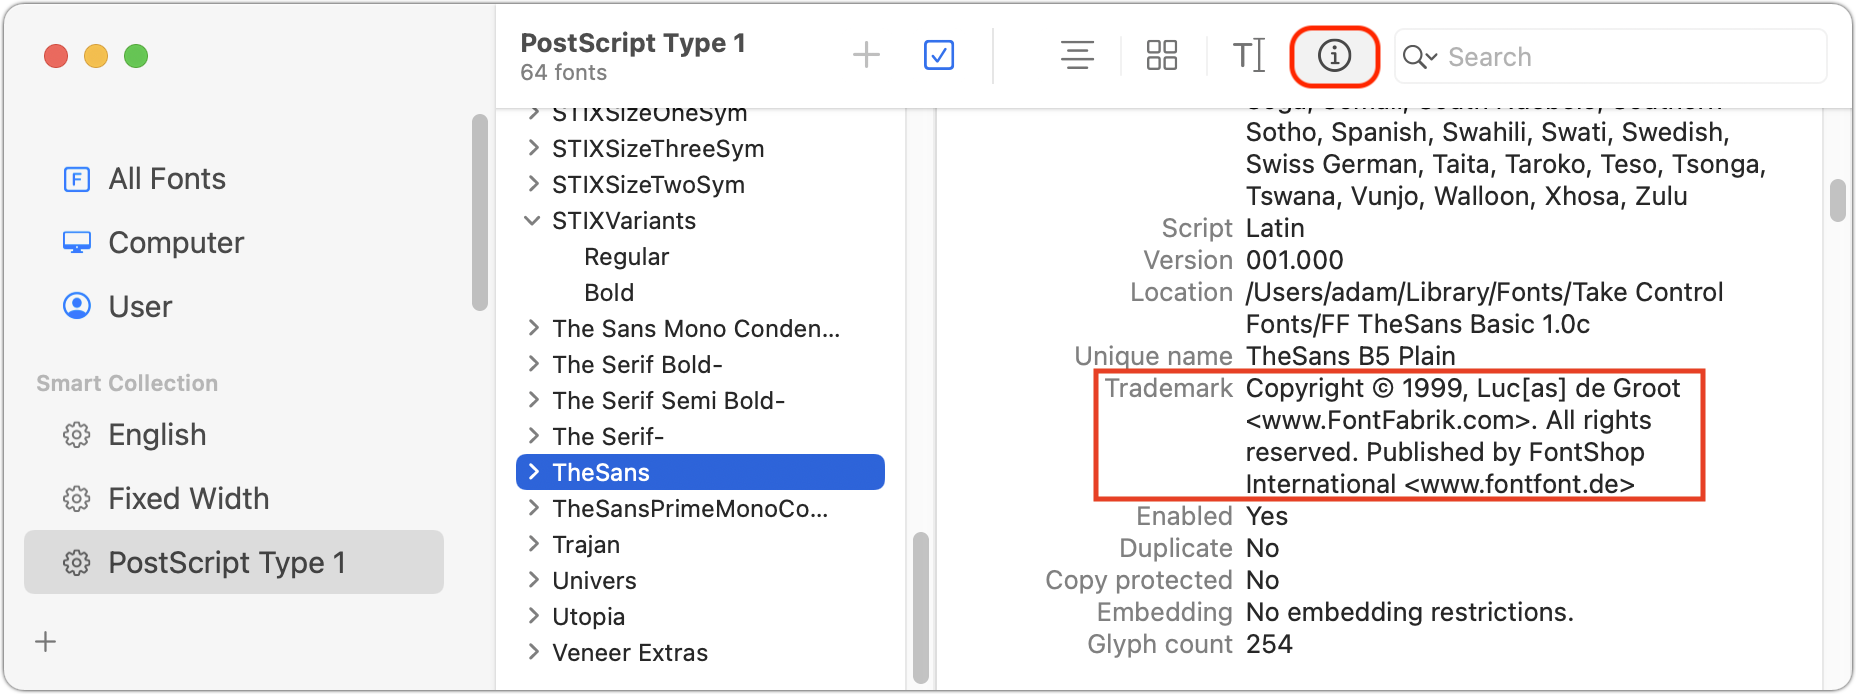 PostScript Type 1
64 fonts
Search
All Fonts
Computer
User
Smart Collection
English
Fixed Width
PostScript Type 1
STIXSizeOneSym
STIXSizeThreeSym
STIXSizeTwoSym
STIXVariants
Regular
Bold
The Sans Mono Conden...
The Serif Bold-
The Serif Semi Bold-
The Serif-
TheSans
TheSansPrimeMonoCo...
Trajan
Univers
Utopia
Veneer Extras
Soga, Somali, South Ndebele, Southern
Sotho, Spanish, Swahili, Swati, Swedish,
Swiss German, Taita, Taroko, Teso, Tsonga,
Tswana, Vunjo, Walloon, Xhosa, Zulu
Script Latin
Version 001.000
Location /Users/adam/Library/Fonts/Take Control
Fonts/FF TheSans Basic 1.0c
Unique name TheSans B5 Plain
Trademark Copyright © 1999, Luc[as] de Groot
<www.FontFabrik.com>. All rights
reserved. Published by FontShop
International <www.fontfont.de>
Enabled Yes
Duplicate No
Copy protected No
Embedding No embedding restrictions.
Glyph count 254